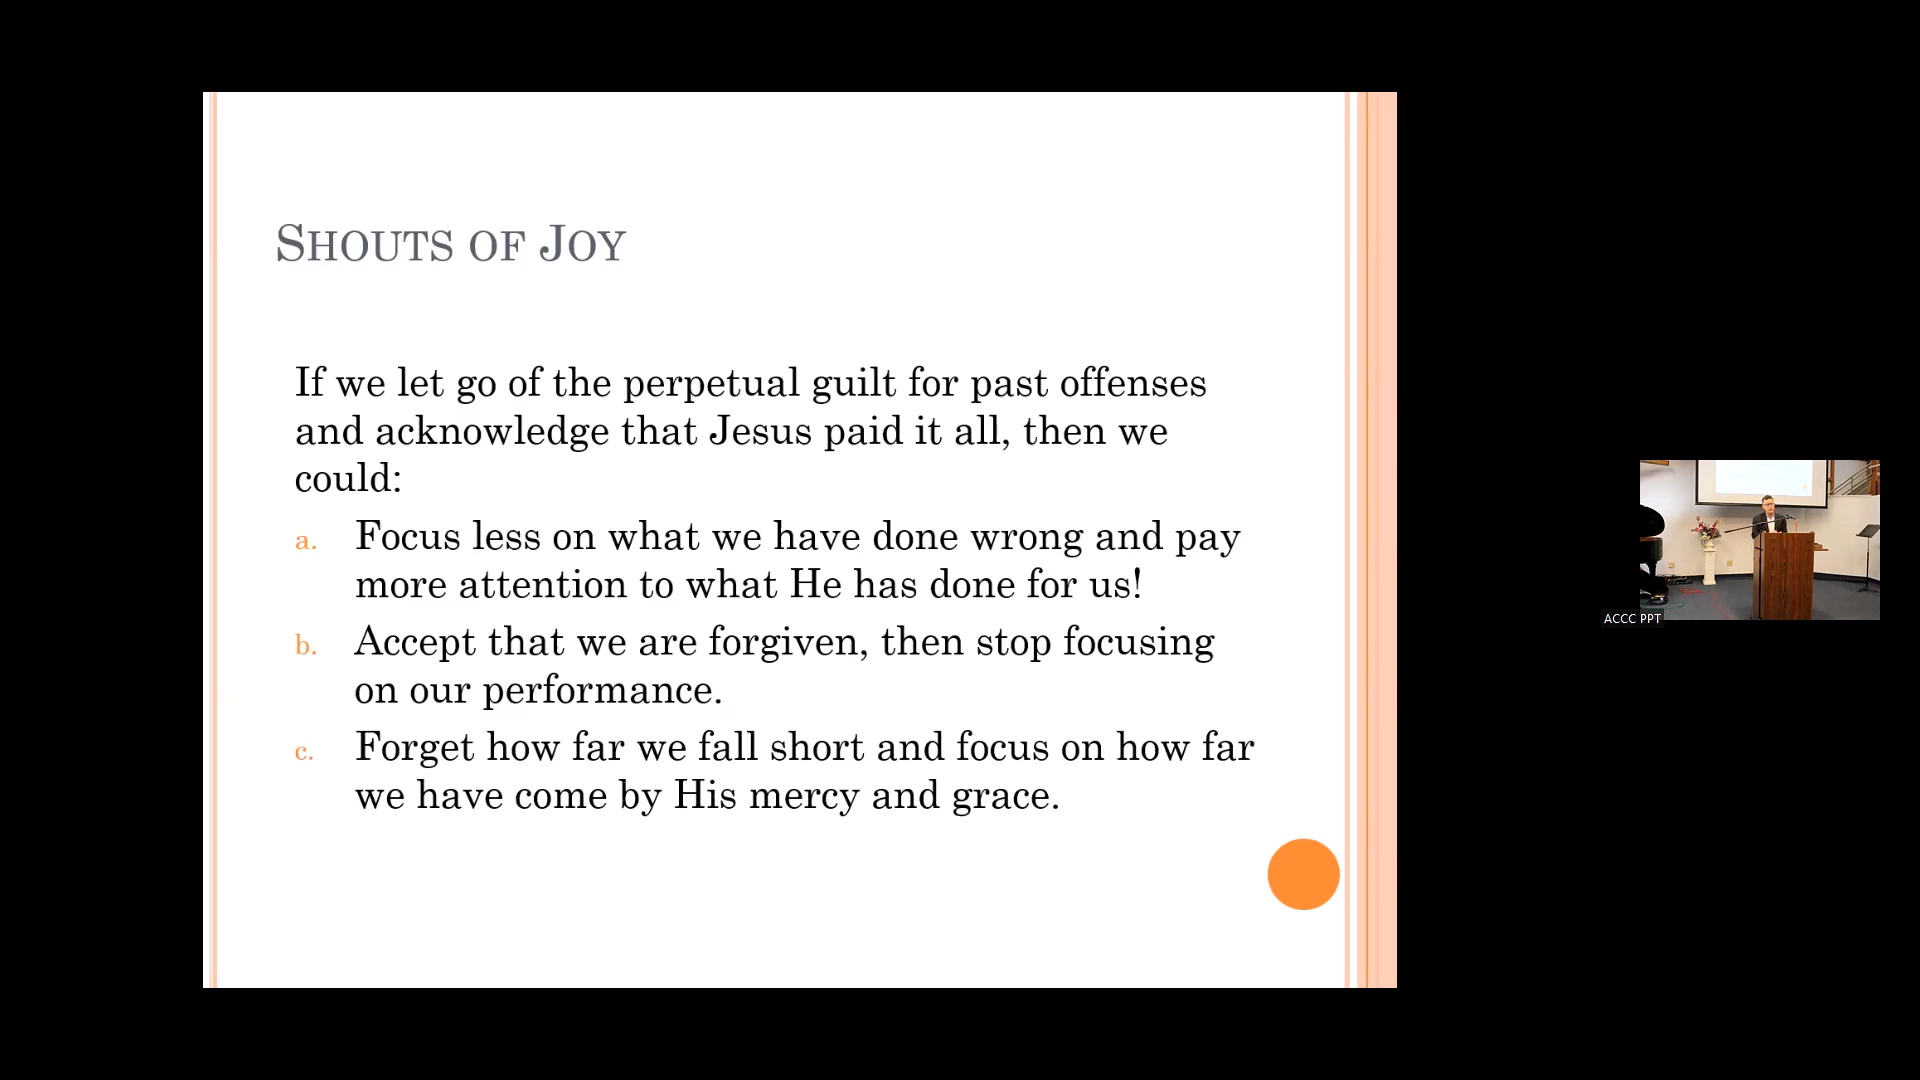 SHOUTS OF JOY
If we let go of the perpetual guilt for past offenses
and acknowledge that Jesus paid it all, then we
could:
a. Focus less on what we have done wrong and pay
more attention to what He has done for us!
b. Accept that we are forgiven, then stop focusing
on our performance.
c. Forget how far we fall short and focus on how far
we have come by His mercy and grace.
ACCC PPT